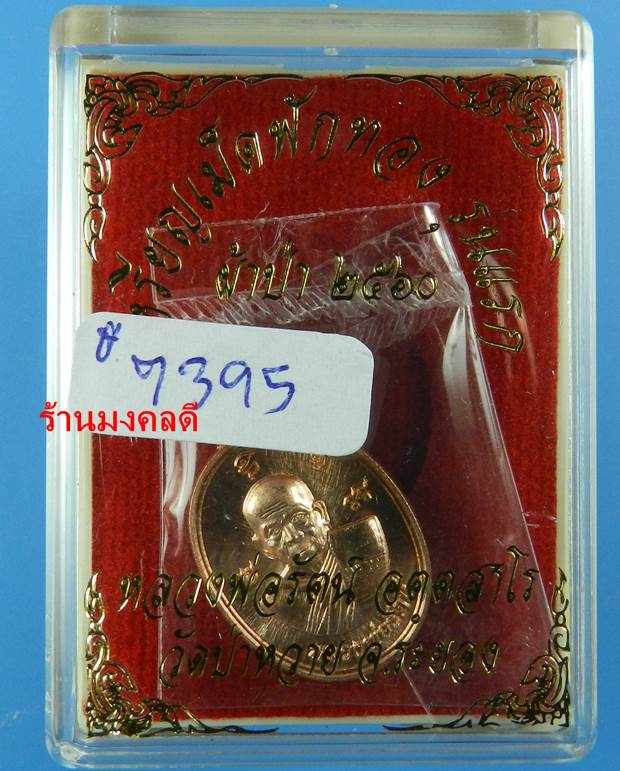 เหรียญเม็ดฟักทอง รุ่นแรก
ผ้าป่า ๒๕๖๐
ซ 7395
ร้านมงคลดี
หลวงพ่อรัตน์ อตฺตสาโร
วัดป่าหวาย จ.ระยอง